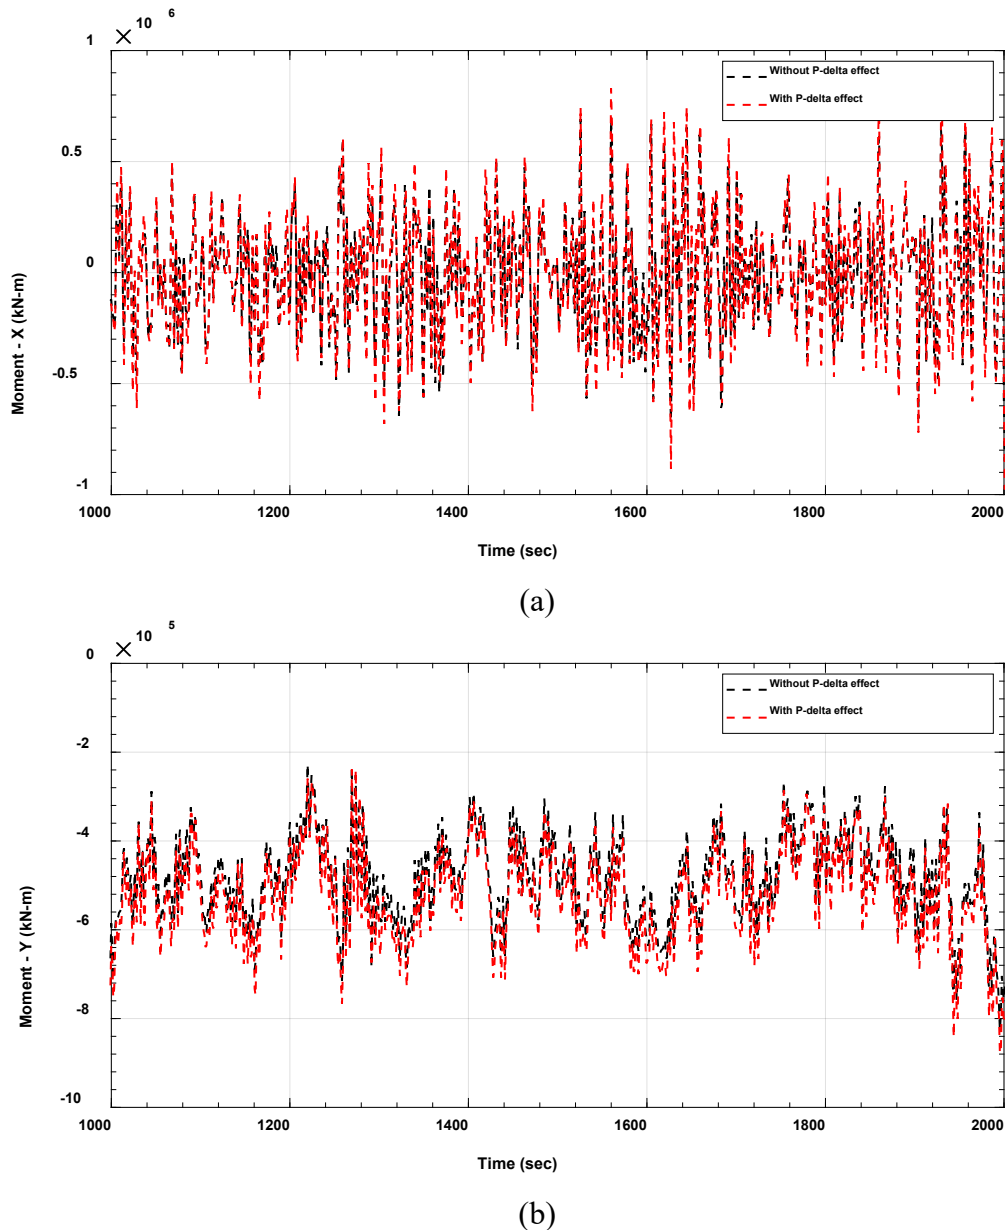 × 10 6
1
0.5
0
-0.5
-1
Moment - X (kN-m)
Without P-delta effect
With P-delta effect
1000 1200 1400 1600 1800 2000
Time (sec)
(a)
× 10 5
0
-2
-4
-6
-8
-10
Moment - Y (kN-m)
Without P-delta effect
With P-delta effect
1000 1200 1400 1600 1800 2000
Time (sec)
(b)